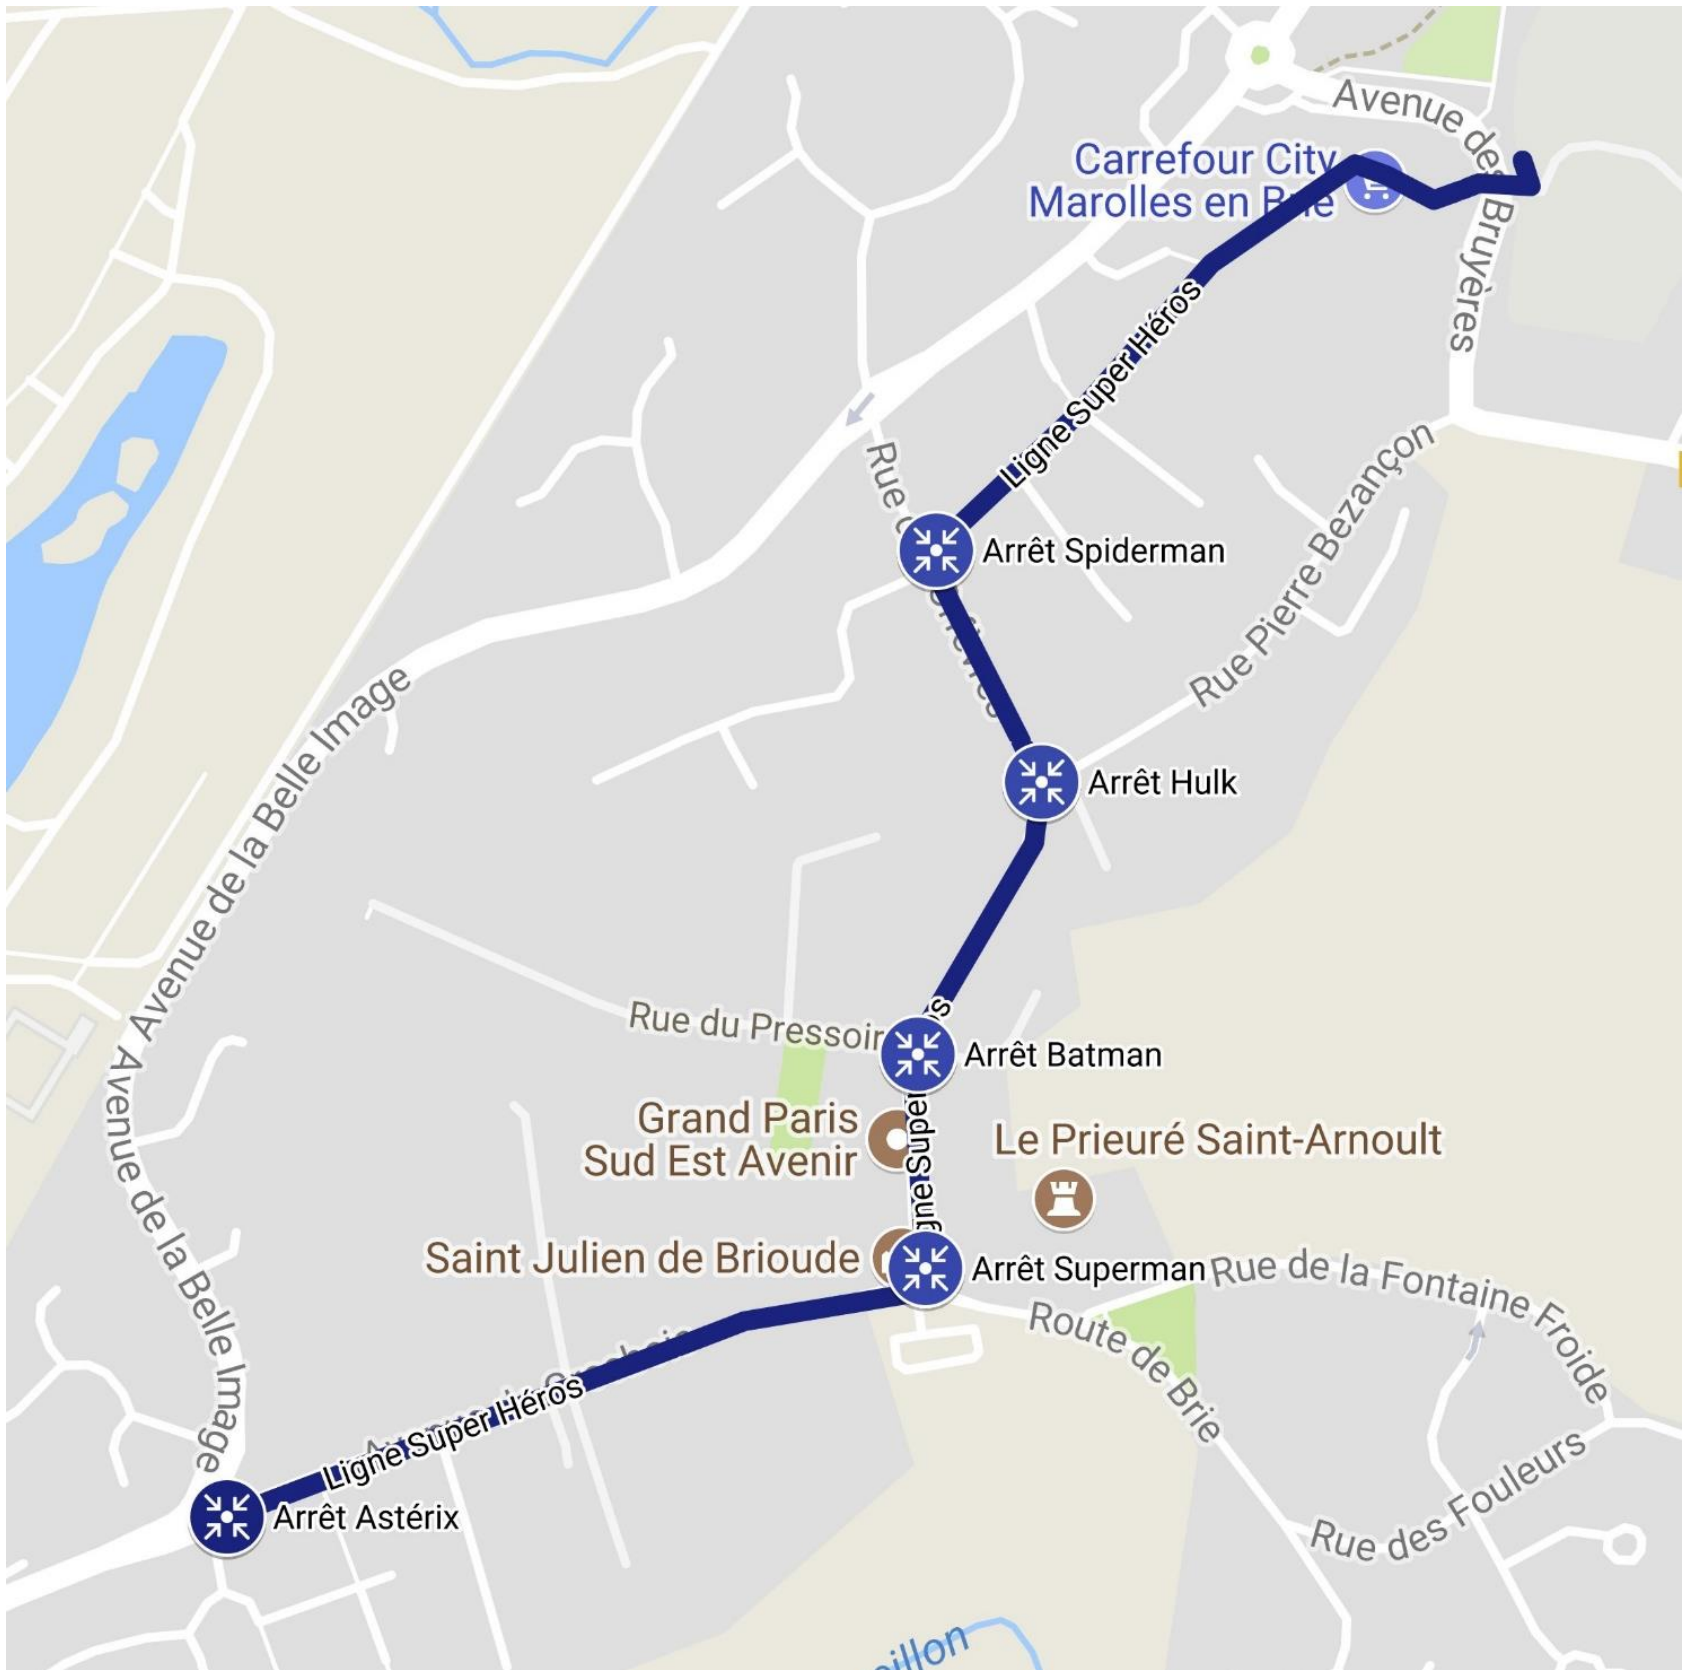 Avenue des Bruyères
Carrefour City
Marolles en Brie
Ligne Super Héros
Rue
Arrêt Spiderman
Rue Pierre Bezançon
Avenue de la Belle Image
Arrêt Hulk
Avenue de la Belle Image
Rue du Pressoir
Arrêt Batman
Grand Paris
Sud Est Avenir
Le Prieuré Saint-Arnoult
Saint Julien de Brioude
Arrêt Superman
Rue de la Fontaine Froide
Route de Brie
Ligne Super Héros
Rue des Fouleurs
Arrêt Astérix